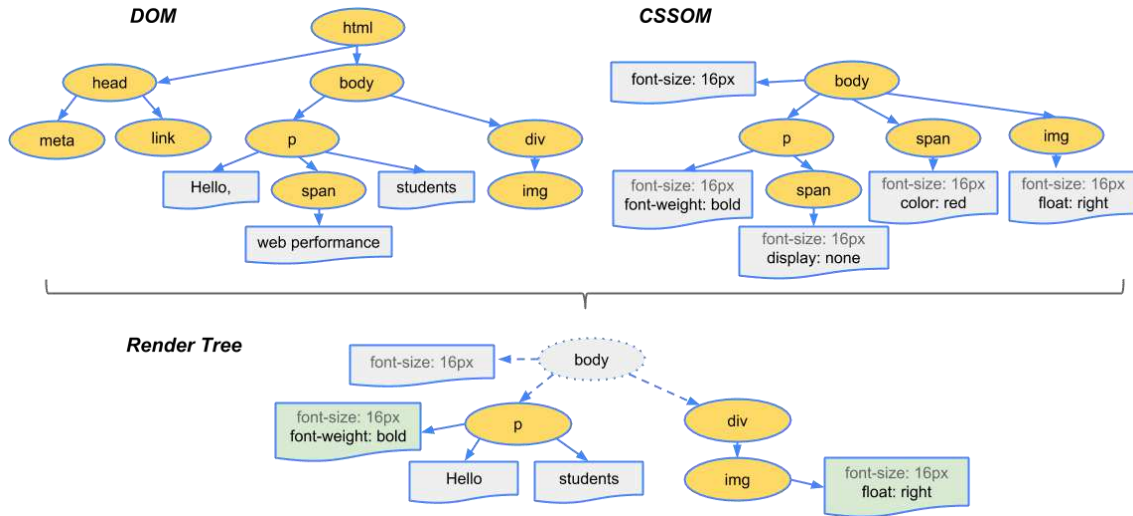 DOM
html
head
body
meta
link
p
div
Hello,
span
students
img
web performance
CSSOM
font-size: 16px
body
p
span
img
font-size: 16px
font-weight: bold
span
font-size: 16px
color: red
font-size: 16px
float: right
font-size: 16px
display: none
Render Tree
font-size: 16px
body
font-size: 16px
font-weight: bold
p
div
Hello
students
img
font-size: 16px
float: right